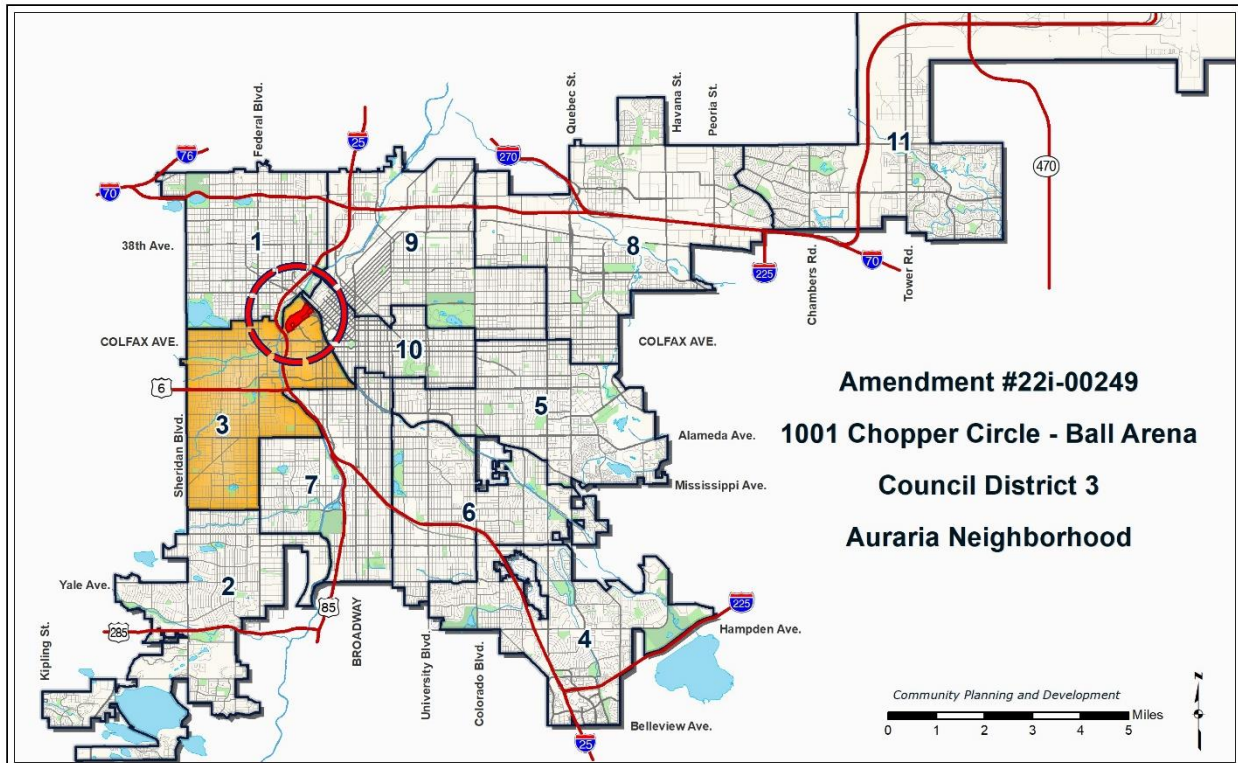 Federal Blvd.
Quebec St.
Havana St.
Peoria St.
76
25
270
70
11
470
38th Ave.
1
9
8
225
70
Chambers Rd.
Tower Rd.
COLFAX AVE.
COLFAX AVE.
10
6
Sheridan Blvd.
3
5
Amendment #22i-00249
1001 Chopper Circle - Ball Arena
Council District 3
Auraria Neighborhood
Alameda Ave.
Mississippi Ave.
7
6
Yale Ave.
2
85
BROADWAY
University Blvd.
Colorado Blvd.
285
Kipling St.
4
225
Hampden Ave.
Belleview Ave.
25
Community Planning and Development
Miles
0 1 2 3 4 5
N